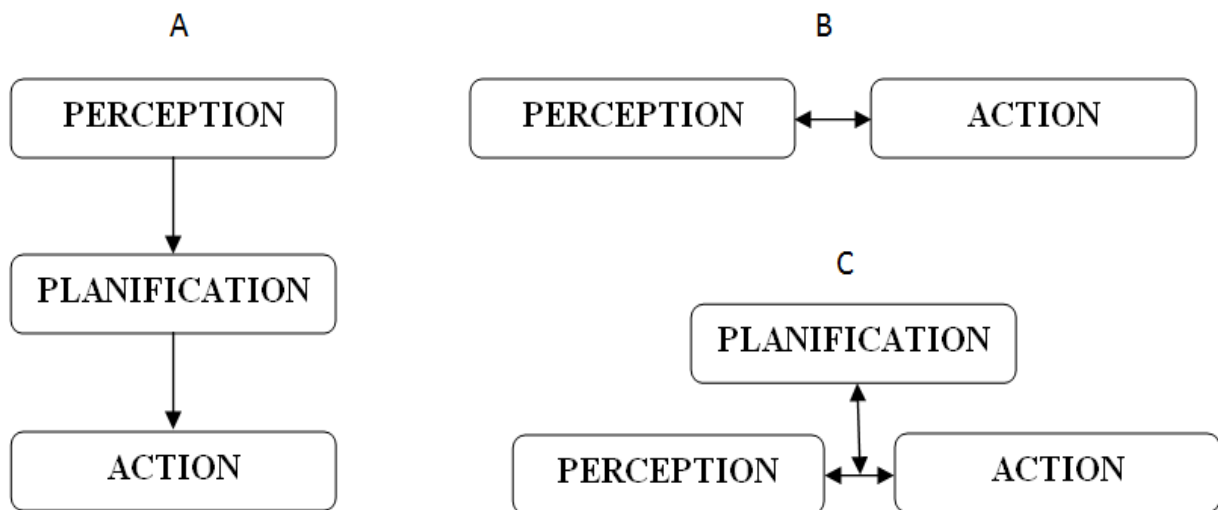 A
PERCEPTION
PLANIFICATION
ACTION
B
PERCEPTION
ACTION
C
PLANIFICATION
PERCEPTION
ACTION